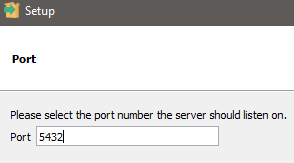 Setup
Port
Please select the port number the server should listen on.
Port 5432